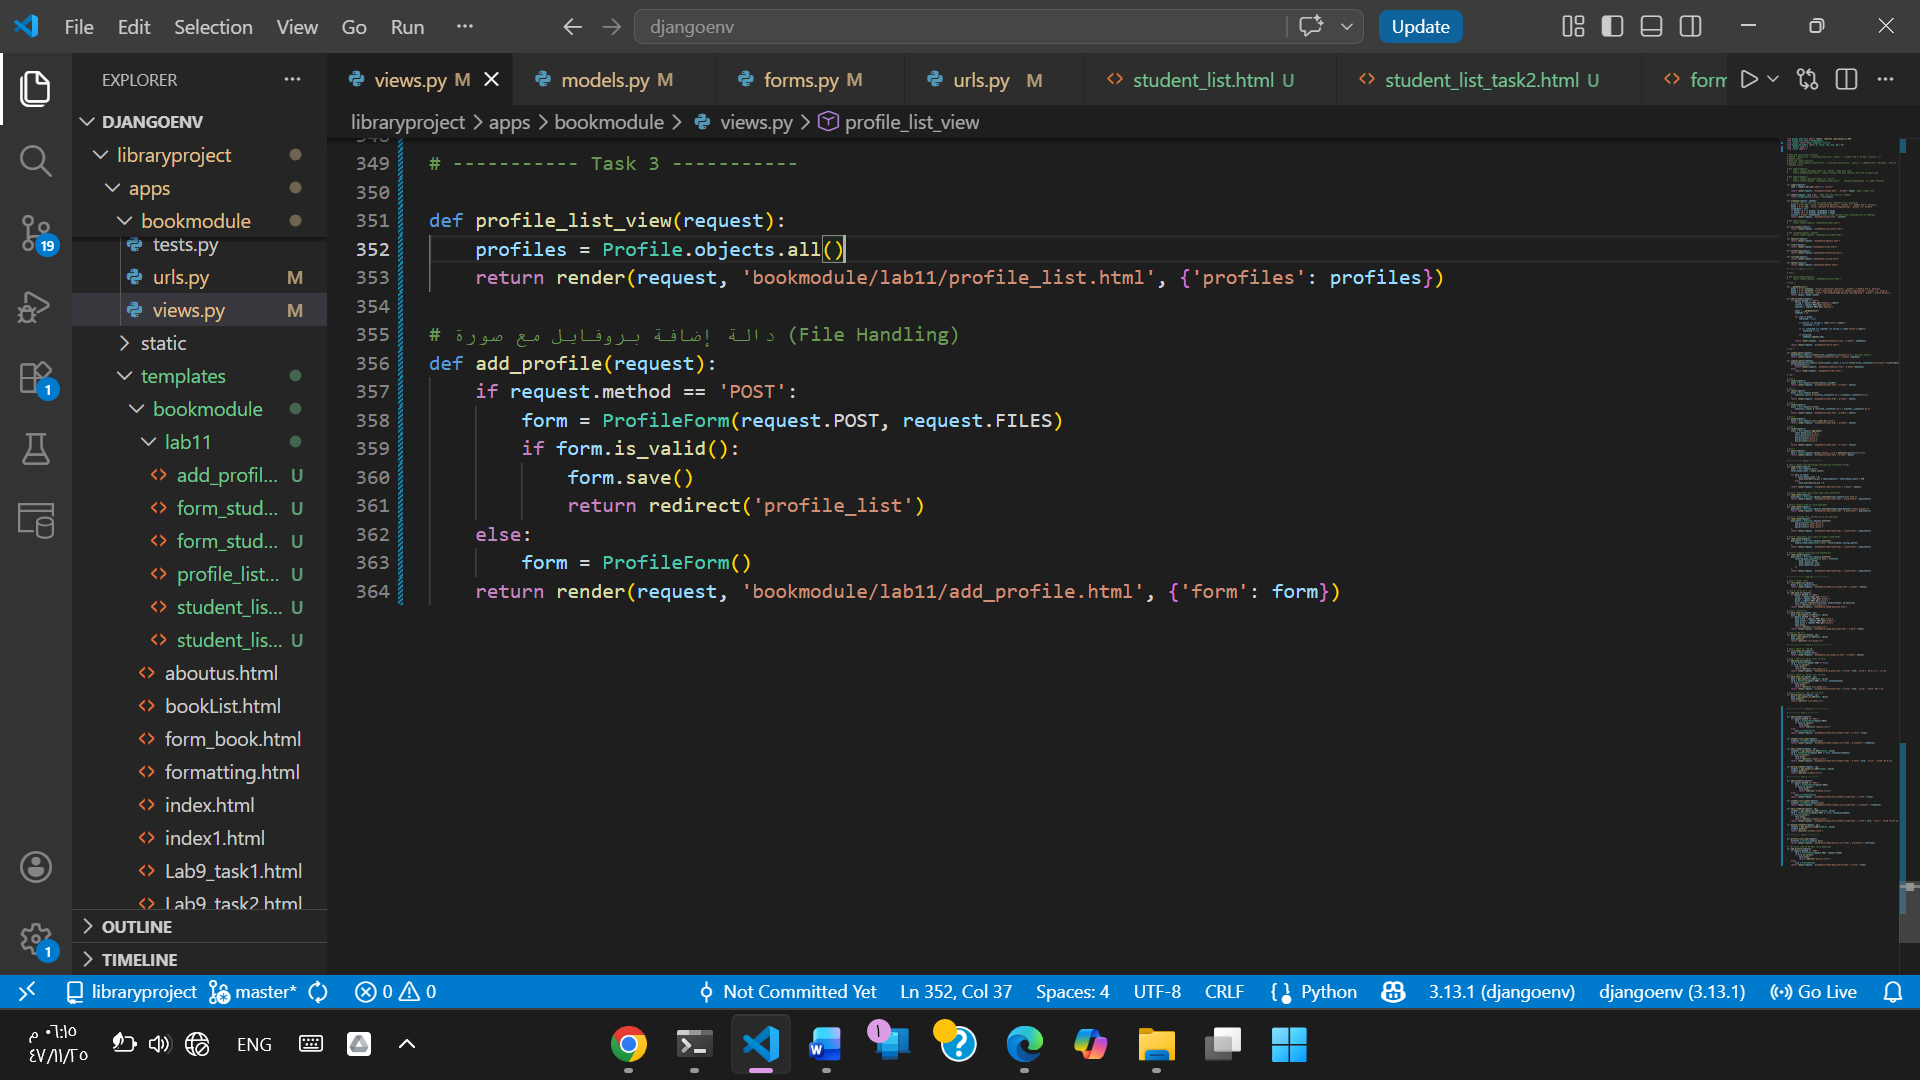 File Edit Selection View Go Run ···
djangoenv
Update
EXPLORER
views.py M
models.py M
forms.py M
urls.py M
student_list.html U
student_list_task2.html U
form
DJANGOENV
libraryproject
apps
bookmodule
tests.py
urls.py M
views.py M
static
templates
bookmodule
lab11
add_profil... U
form_stud... U
form_stud... U
profile_list... U
student_lis... U
student_lis... U
aboutus.html
bookList.html
form_book.html
formatting.html
index.html
index1.html
Lab9_task1.html
Lab9_task2.html
OUTLINE
TIMELINE
libraryproject > apps > bookmodule > views.py > profile_list_view
349 # ----------- Task 3 -----------
350
351 def profile_list_view(request):
352 profiles = Profile.objects.all()
353 return render(request, 'bookmodule/lab11/profile_list.html', {'profiles': profiles})
354
355 # دالة إضافة بروفايل مع صورة (File Handling)
356 def add_profile(request):
357 if request.method == 'POST':
358 form = ProfileForm(request.POST, request.FILES)
359 if form.is_valid():
360 form.save()
361 return redirect('profile_list')
362 else:
363 form = ProfileForm()
364 return render(request, 'bookmodule/lab11/add_profile.html', {'form': form})
19
1
1
libraryproject master* 0 0 Not Committed Yet Ln 352, Col 37 Spaces: 4 UTF-8 CRLF Python 3.13.1 (djangoenv) djangoenv (3.13.1) Go Live
٠٦:١٥ م
٤٧/١١/٢٥
ENG
١